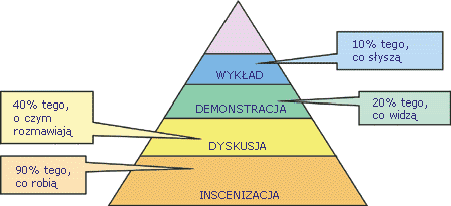 10% tego,
co słyszą
WYKŁAD
20% tego,
co widzą
DEMONSTRACJA
40% tego,
o czym
rozmawiają
DYSKUSJA
90% tego,
co robią
INSCENIZACJA